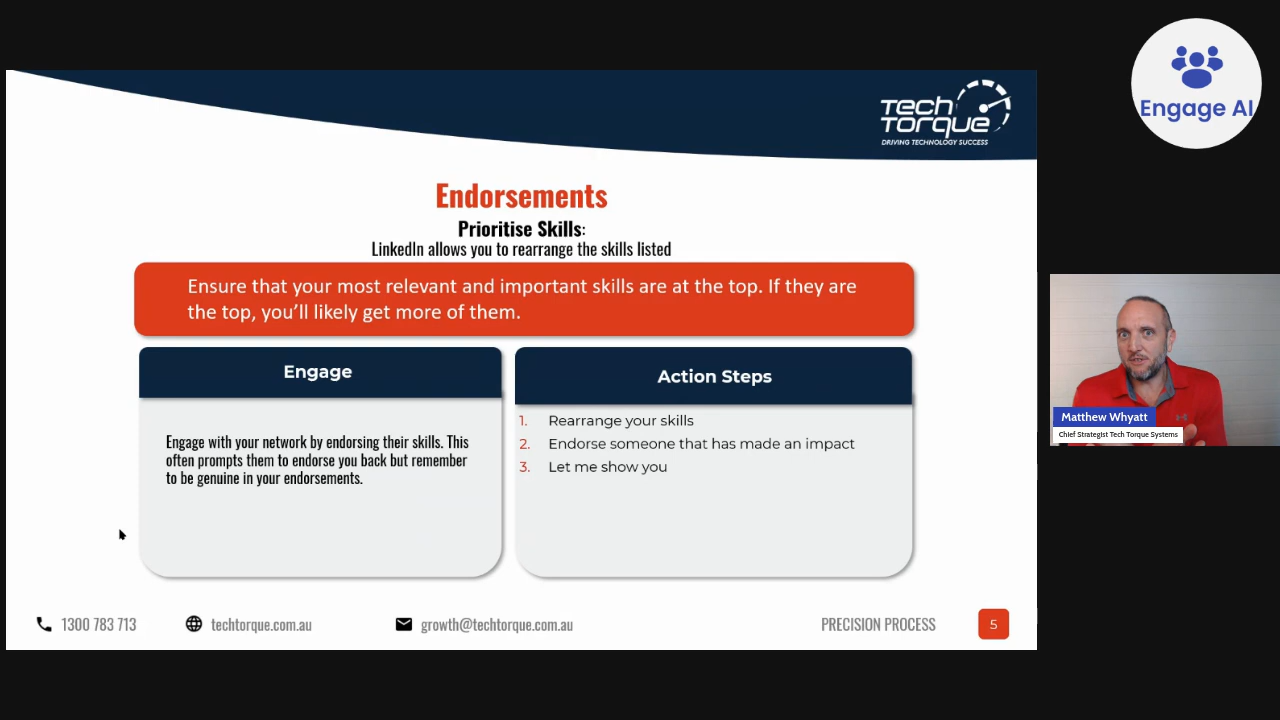 Engage AI
Tech
Torque
DRIVING TECHNOLOGY SUCCESS
Endorsements
Prioritise Skills:
LinkedIn allows you to rearrange the skills listed
Ensure that your most relevant and important skills are at the top. If they are
the top, you’ll likely get more of them.
Engage
Engage with your network by endorsing their skills. This
often prompts them to endorse you back but remember
to be genuine in your endorsements.
Action Steps
1. Rearrange your skills
2. Endorse someone that has made an impact
3. Let me show you
Matthew Whyatt
Chief Strategist Tech Torque Systems
1300 783 713
techtorque.com.au
growth@techtorque.com.au
PRECISION PROCESS
5